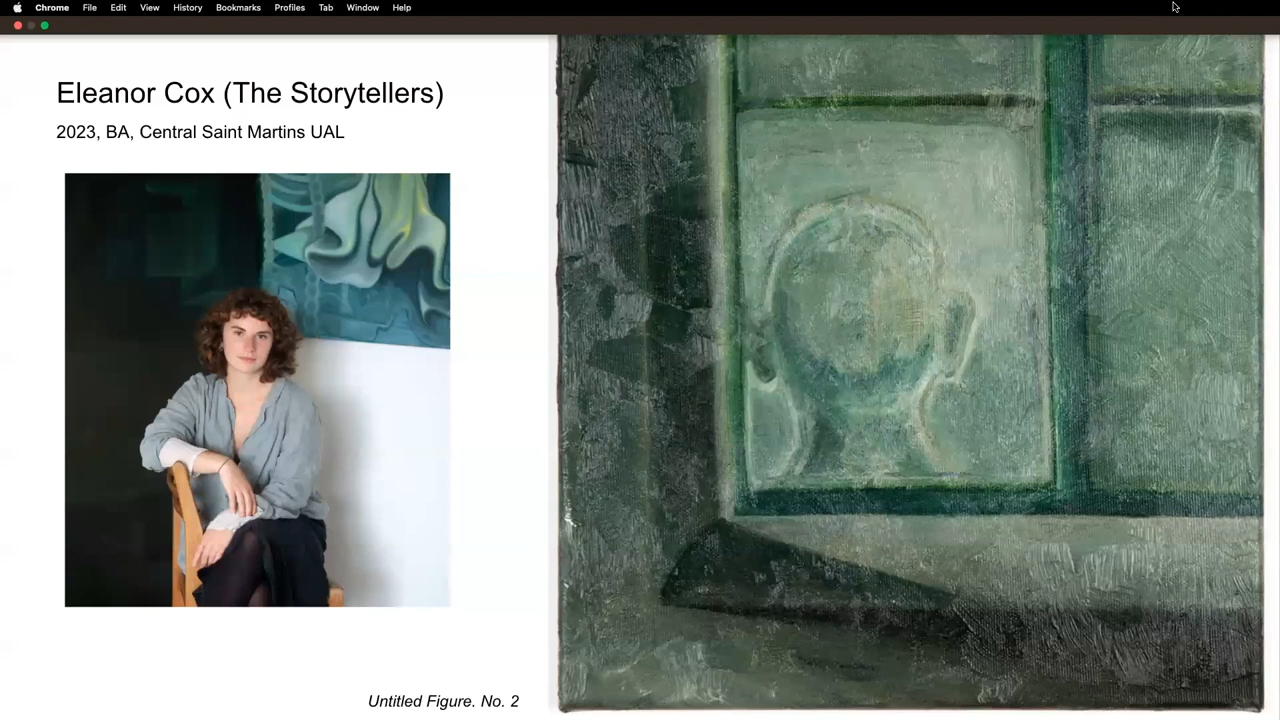 Chrome File Edit View History Bookmarks Profiles Tab Window Help
Eleanor Cox (The Storytellers)
2023, BA, Central Saint Martins UAL
Untitled Figure. No. 2